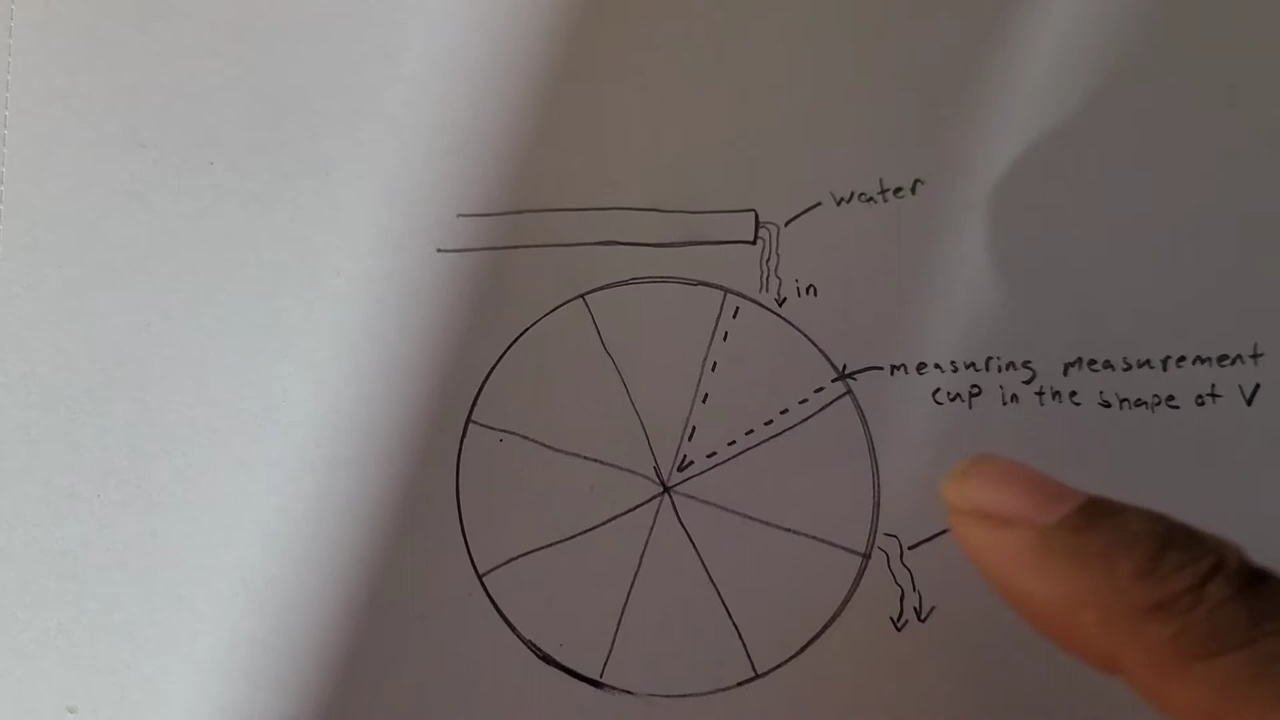 water
in
measuring measurement
cup in the shape of V